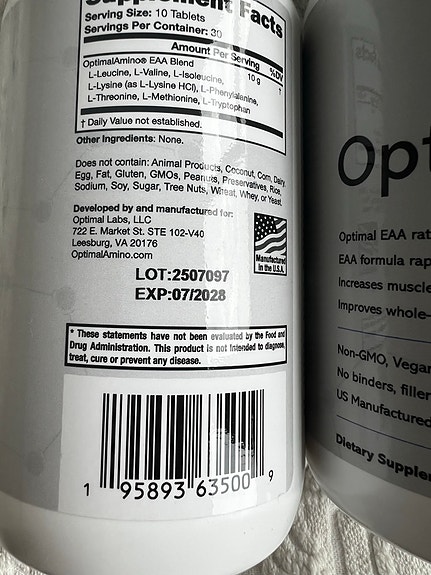 Supplement Facts
Serving Size: 10 Tablets
Servings Per Container: 30
Amount Per Serving %DV
OptimalAmino® EAA Blend 10 g †
L-Leucine, L-Valine, L-Isoleucine,
L-Lysine (as L-Lysine HCl), L-Phenylalanine,
L-Threonine, L-Methionine, L-Tryptophan
† Daily Value not established.
Other Ingredients: None.
Does not contain: Animal Products, Coconut, Corn, Dairy,
Egg, Fat, Gluten, GMOs, Peanuts, Preservatives, Rice,
Sodium, Soy, Sugar, Tree Nuts, Wheat, Whey, or Yeast.
Developed by and manufactured for:
Optimal Labs, LLC
722 E. Market St. STE 102-V40
Leesburg, VA 20176
OptimalAmino.com
Manufactured
in the U.S.A.
LOT:2507097
EXP:07/2028
* These statements have not been evaluated by the Food and
Drug Administration. This product is not intended to diagnose,
treat, cure or prevent any disease.
1 95893 63500 9
Opt
Optimal EAA rat
EAA formula rap
Increases muscle
Improves whole-
Non-GMO, Vegan
No binders, filler
US Manufactured
Dietary Supplem